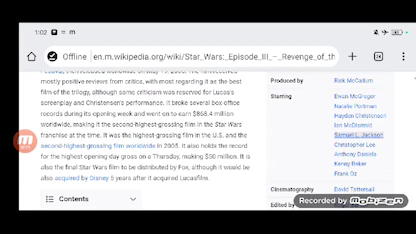 1:02
Offline
en.m.wikipedia.org/wiki/Star_Wars:_Episode_III_–_Revenge_of_th
mostly positive reviews from critics, with most regarding it as the best
film of the trilogy, although some criticism was reserved for Lucas's
screenplay and Christensen's performance. It broke several box office
records during its opening week and went on to earn $868.4 million
worldwide, making it the second-highest-grossing film in the Star Wars
franchise at the time. It was the highest-grossing film in the U.S. and the
second-highest-grossing film worldwide in 2005. It also holds the
record for the highest opening day gross on a Thursday, making $50 million. It is
also the final Star Wars film to be distributed by Fox, although it would be
also acquired by Disney 5 years after it acquired Lucasfilm.
Contents
Produced by
Rick McCallum
Starring
Ewan McGregor
Natalie Portman
Hayden Christensen
Ian McDiarmid
Samuel L. Jackson
Christopher Lee
Anthony Daniels
Kenny Baker
Frank Oz
Cinematography
David Tattersall
Edited by
Recorded by
mobizen